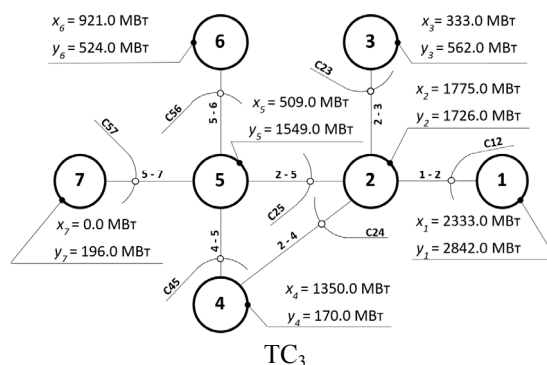 x6 = 921.0 МВт
y6 = 524.0 МВт
6
3
x3 = 333.0 МВт
y3 = 562.0 МВт
C23
C56
5 - 6
2 - 3
x5 = 509.0 МВт
y5 = 1549.0 МВт
x2 = 1775.0 МВт
y2 = 1726.0 МВт
C57
C12
7
5 - 7
5
2 - 5
2
1 - 2
1
C25
C24
x7 = 0.0 МВт
y7 = 196.0 МВт
4 - 5
2 - 4
x1 = 2333.0 МВт
y1 = 2842.0 МВт
C45
4
x4 = 1350.0 МВт
y4 = 170.0 МВт
ТС3